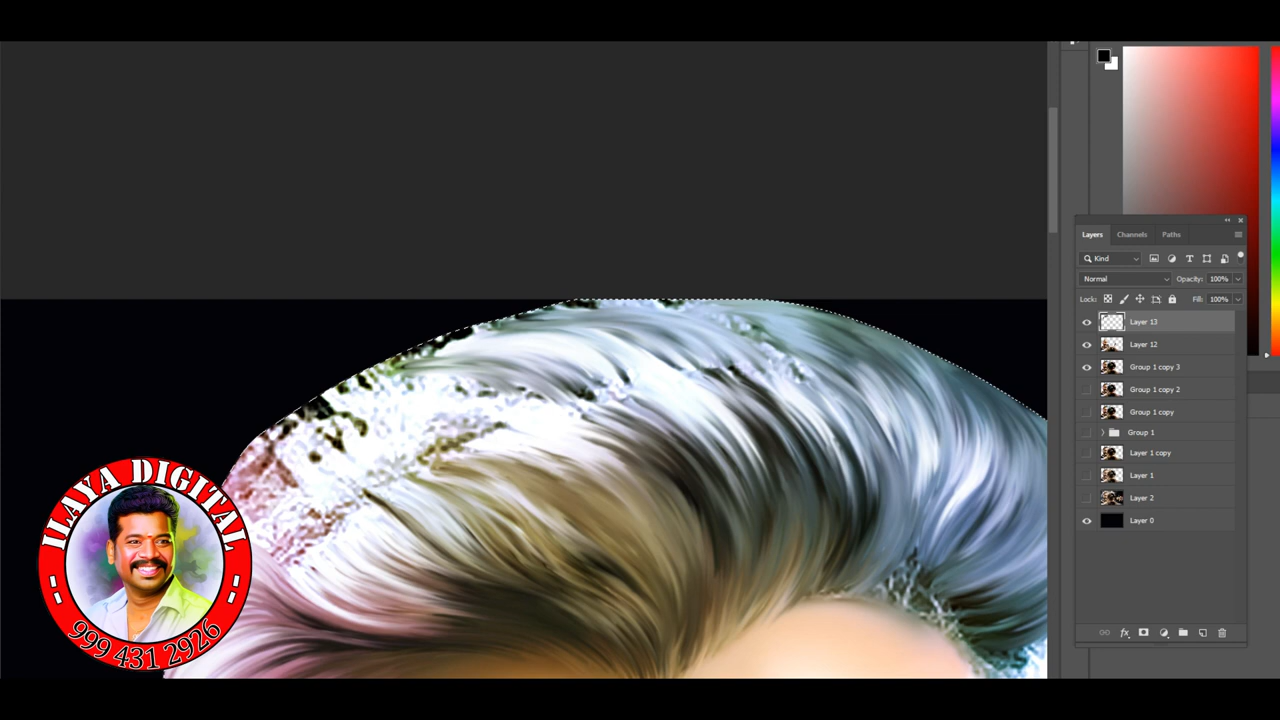 Layers Channels Paths
Kind
Normal Opacity: 100%
Lock: Fill: 100%
Layer 13
Layer 12
Group 1 copy 3
Group 1 copy 2
Group 1 copy
Group 1
Layer 1 copy
Layer 1
Layer 2
Layer 0
fx
-- ILAYA DIGITAL --
999 431 2926